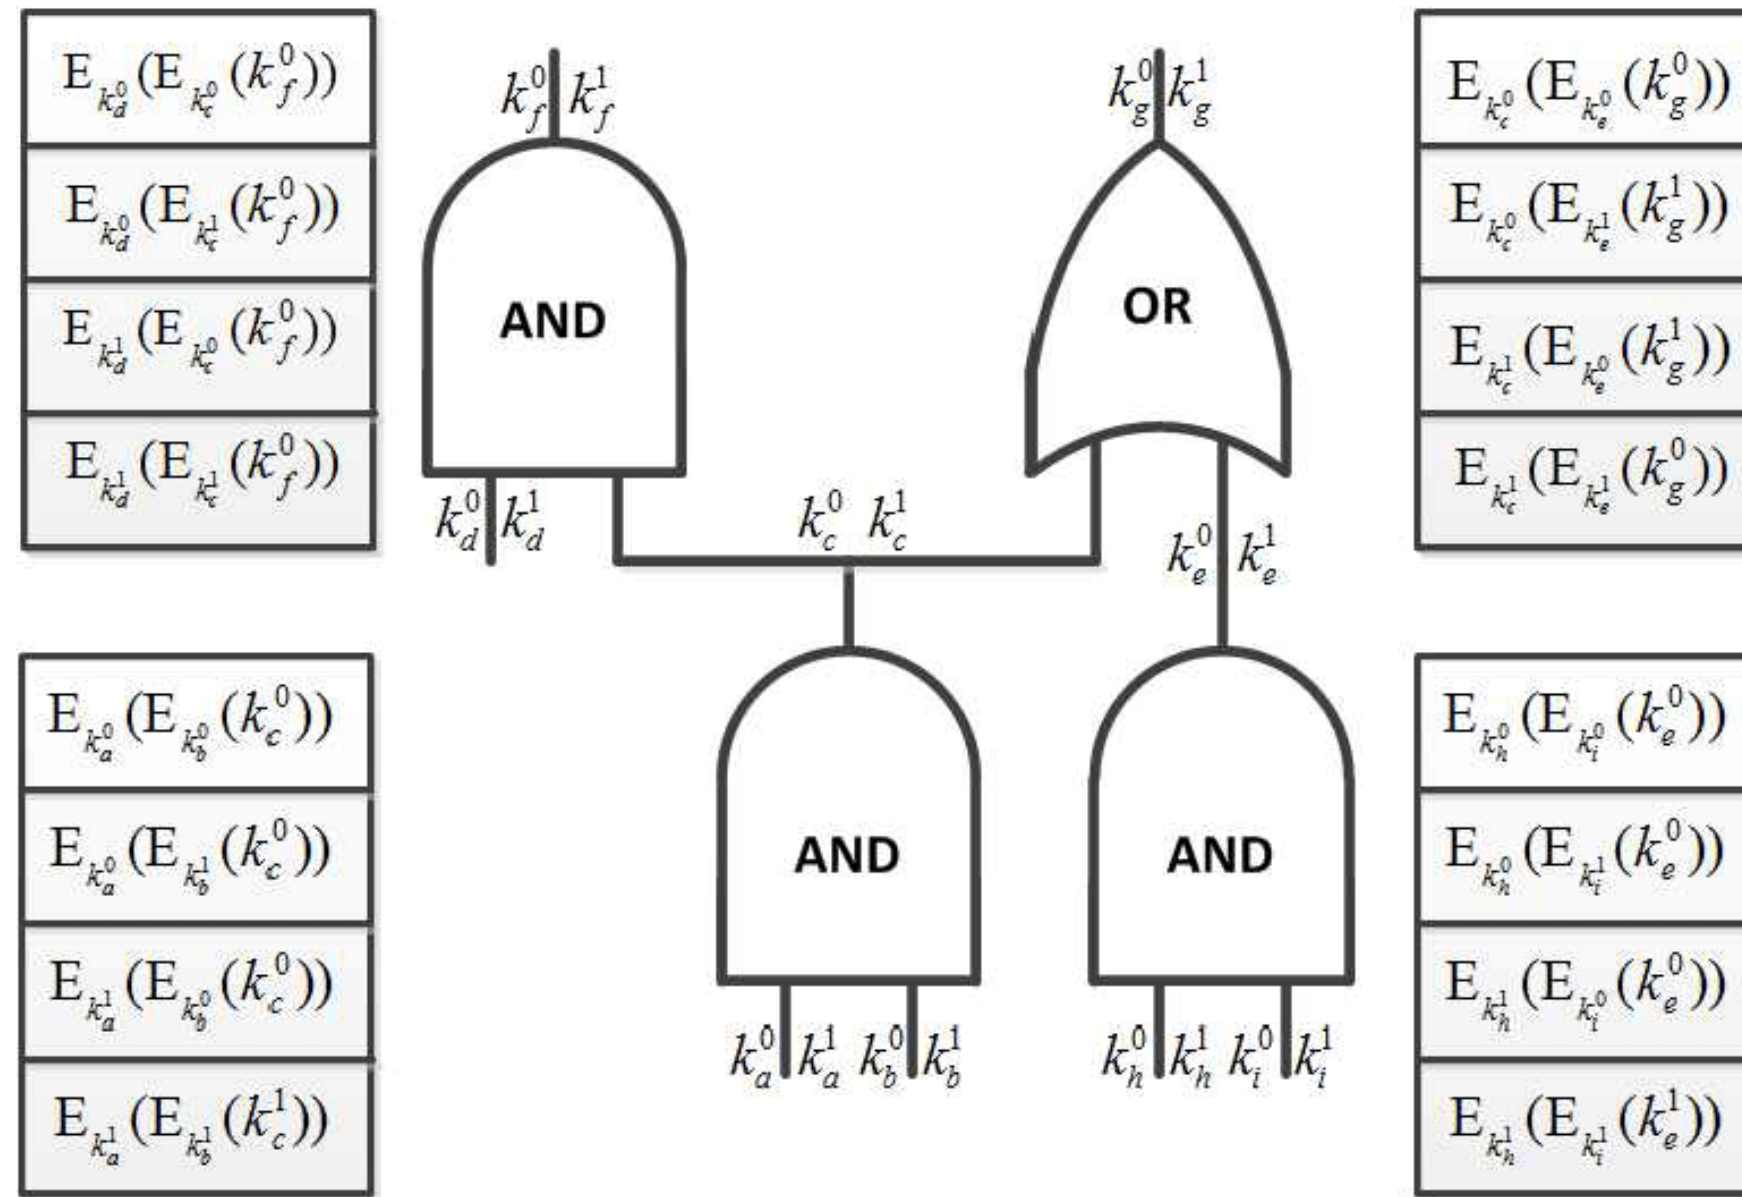 E_{k_d^0}(E_{k_c^0}(k_f^0))
E_{k_d^0}(E_{k_c^1}(k_f^0))
E_{k_d^1}(E_{k_c^0}(k_f^0))
E_{k_d^1}(E_{k_c^1}(k_f^0))
k_f^0 k_f^1
AND
k_d^0 k_d^1
k_g^0 k_g^1
OR
k_c^0 k_c^1
k_e^0 k_e^1
E_{k_c^0}(E_{k_e^0}(k_g^0))
E_{k_c^0}(E_{k_e^1}(k_g^1))
E_{k_c^1}(E_{k_e^0}(k_g^1))
E_{k_c^1}(E_{k_e^1}(k_g^0))
E_{k_a^0}(E_{k_b^0}(k_c^0))
E_{k_a^0}(E_{k_b^1}(k_c^0))
E_{k_a^1}(E_{k_b^0}(k_c^0))
E_{k_a^1}(E_{k_b^1}(k_c^1))
AND
k_a^0 k_a^1 k_b^0 k_b^1
AND
k_h^0 k_h^1 k_i^0 k_i^1
E_{k_h^0}(E_{k_i^0}(k_e^0))
E_{k_h^0}(E_{k_i^1}(k_e^0))
E_{k_h^1}(E_{k_i^0}(k_e^0))
E_{k_h^1}(E_{k_i^1}(k_e^1))